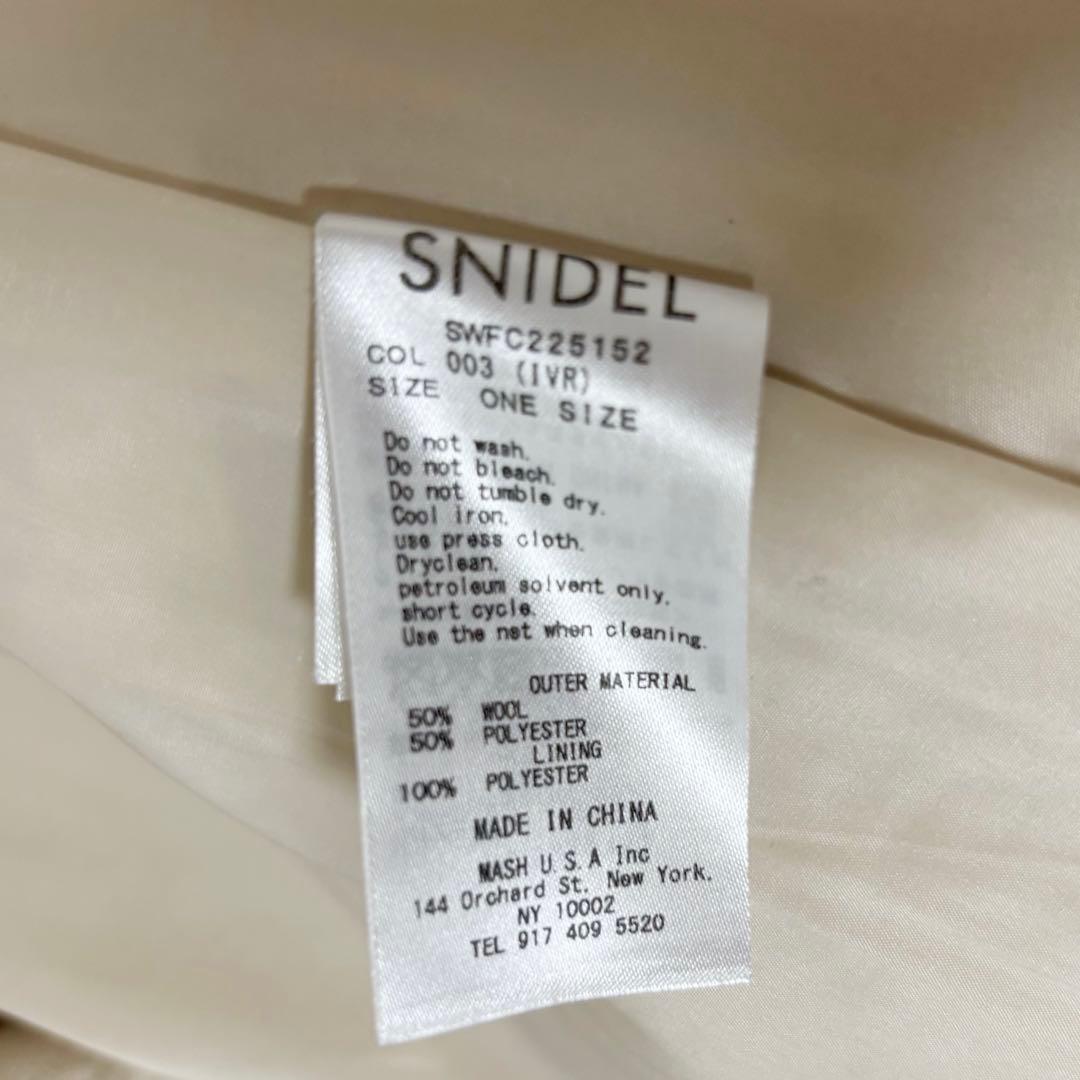 SNIDEL
SWFC225152
COL 003 (IVR)
SIZE ONE SIZE
Do not wash.
Do not bleach.
Do not tumble dry.
Cool iron.
use press cloth.
Dryclean.
petroleum solvent only.
short cycle.
Use the net when cleaning.
OUTER MATERIAL
50% WOOL
50% POLYESTER
LINING
100% POLYESTER
MADE IN CHINA
MASH U.S.A Inc
144 Orchard St. New York.
NY 10002
TEL 917 409 5520